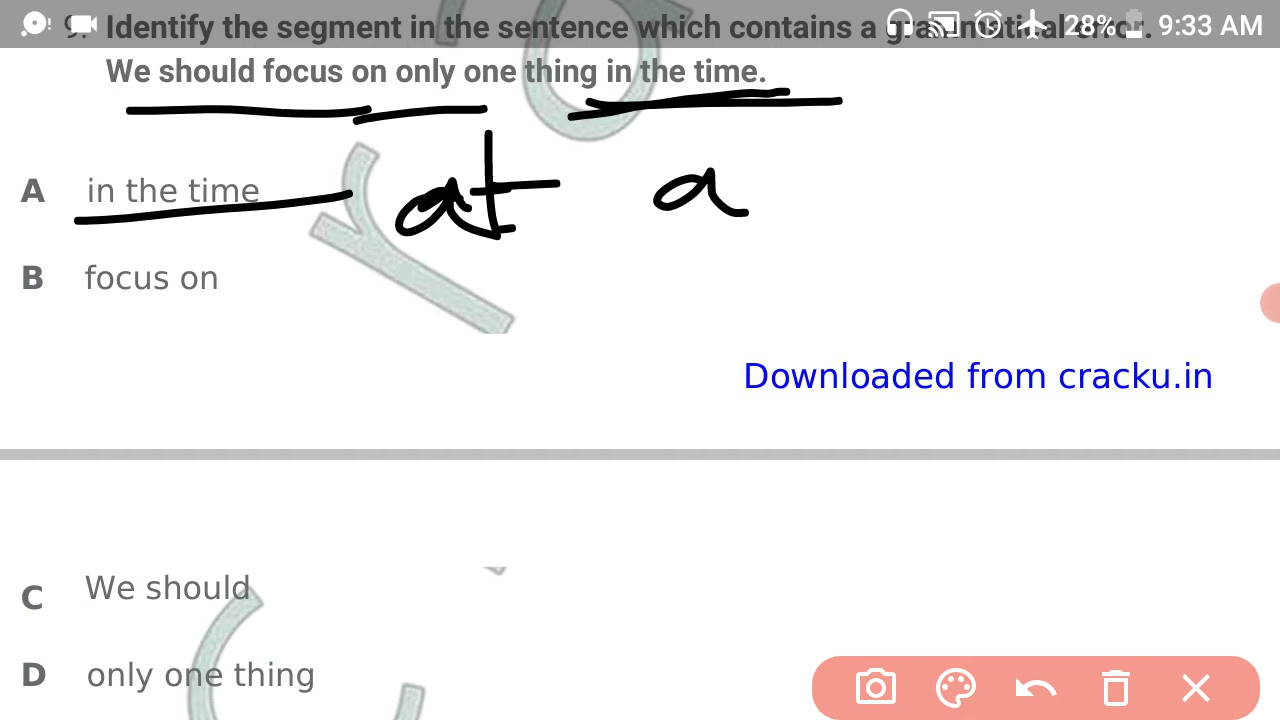 28% 9:33 AM
9. Identify the segment in the sentence which contains a grammatical error.
We should focus on only one thing in the time.
A in the time
at a
B focus on
Downloaded from cracku.in
C We should
D only one thing